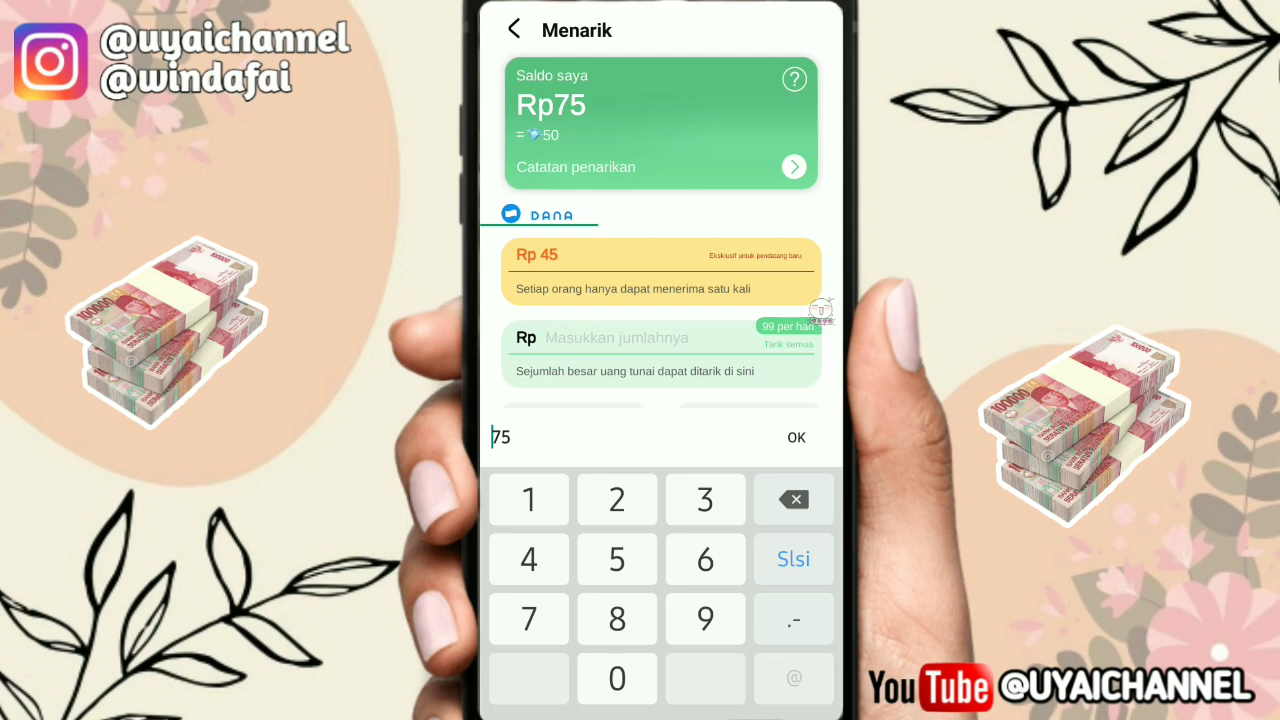 @uyaichannel
@windafai
Menarik
Saldo saya
?
Rp75
= 50
Catatan penarikan
DANA
Rp 45
Eksklusif untuk pendatang baru
Setiap orang hanya dapat menerima satu kali
99 per hari
Rp Masukkan jumlahnya
Tarik semua
Sejumlah besar uang tunai dapat ditarik di sini
75
OK
1 2 3
4 5 6 Slsi
7 8 9 .-
0 @
100000
100000
YouTube @UYAICHANNEL